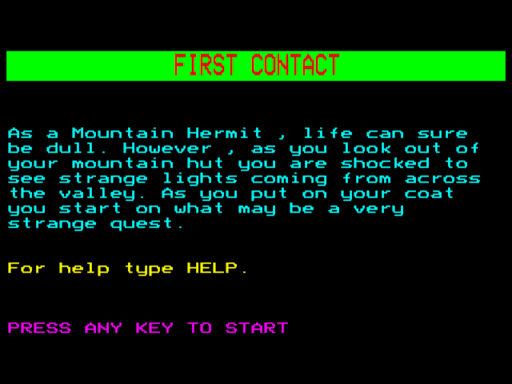 FIRST CONTACT
As a Mountain Hermit , life can sure
be dull. However , as you look out of
your mountain hut you are shocked to
see strange lights coming from across
the valley. As you put on your coat
you start on what may be a very
strange quest.
For help type HELP.
PRESS ANY KEY TO START